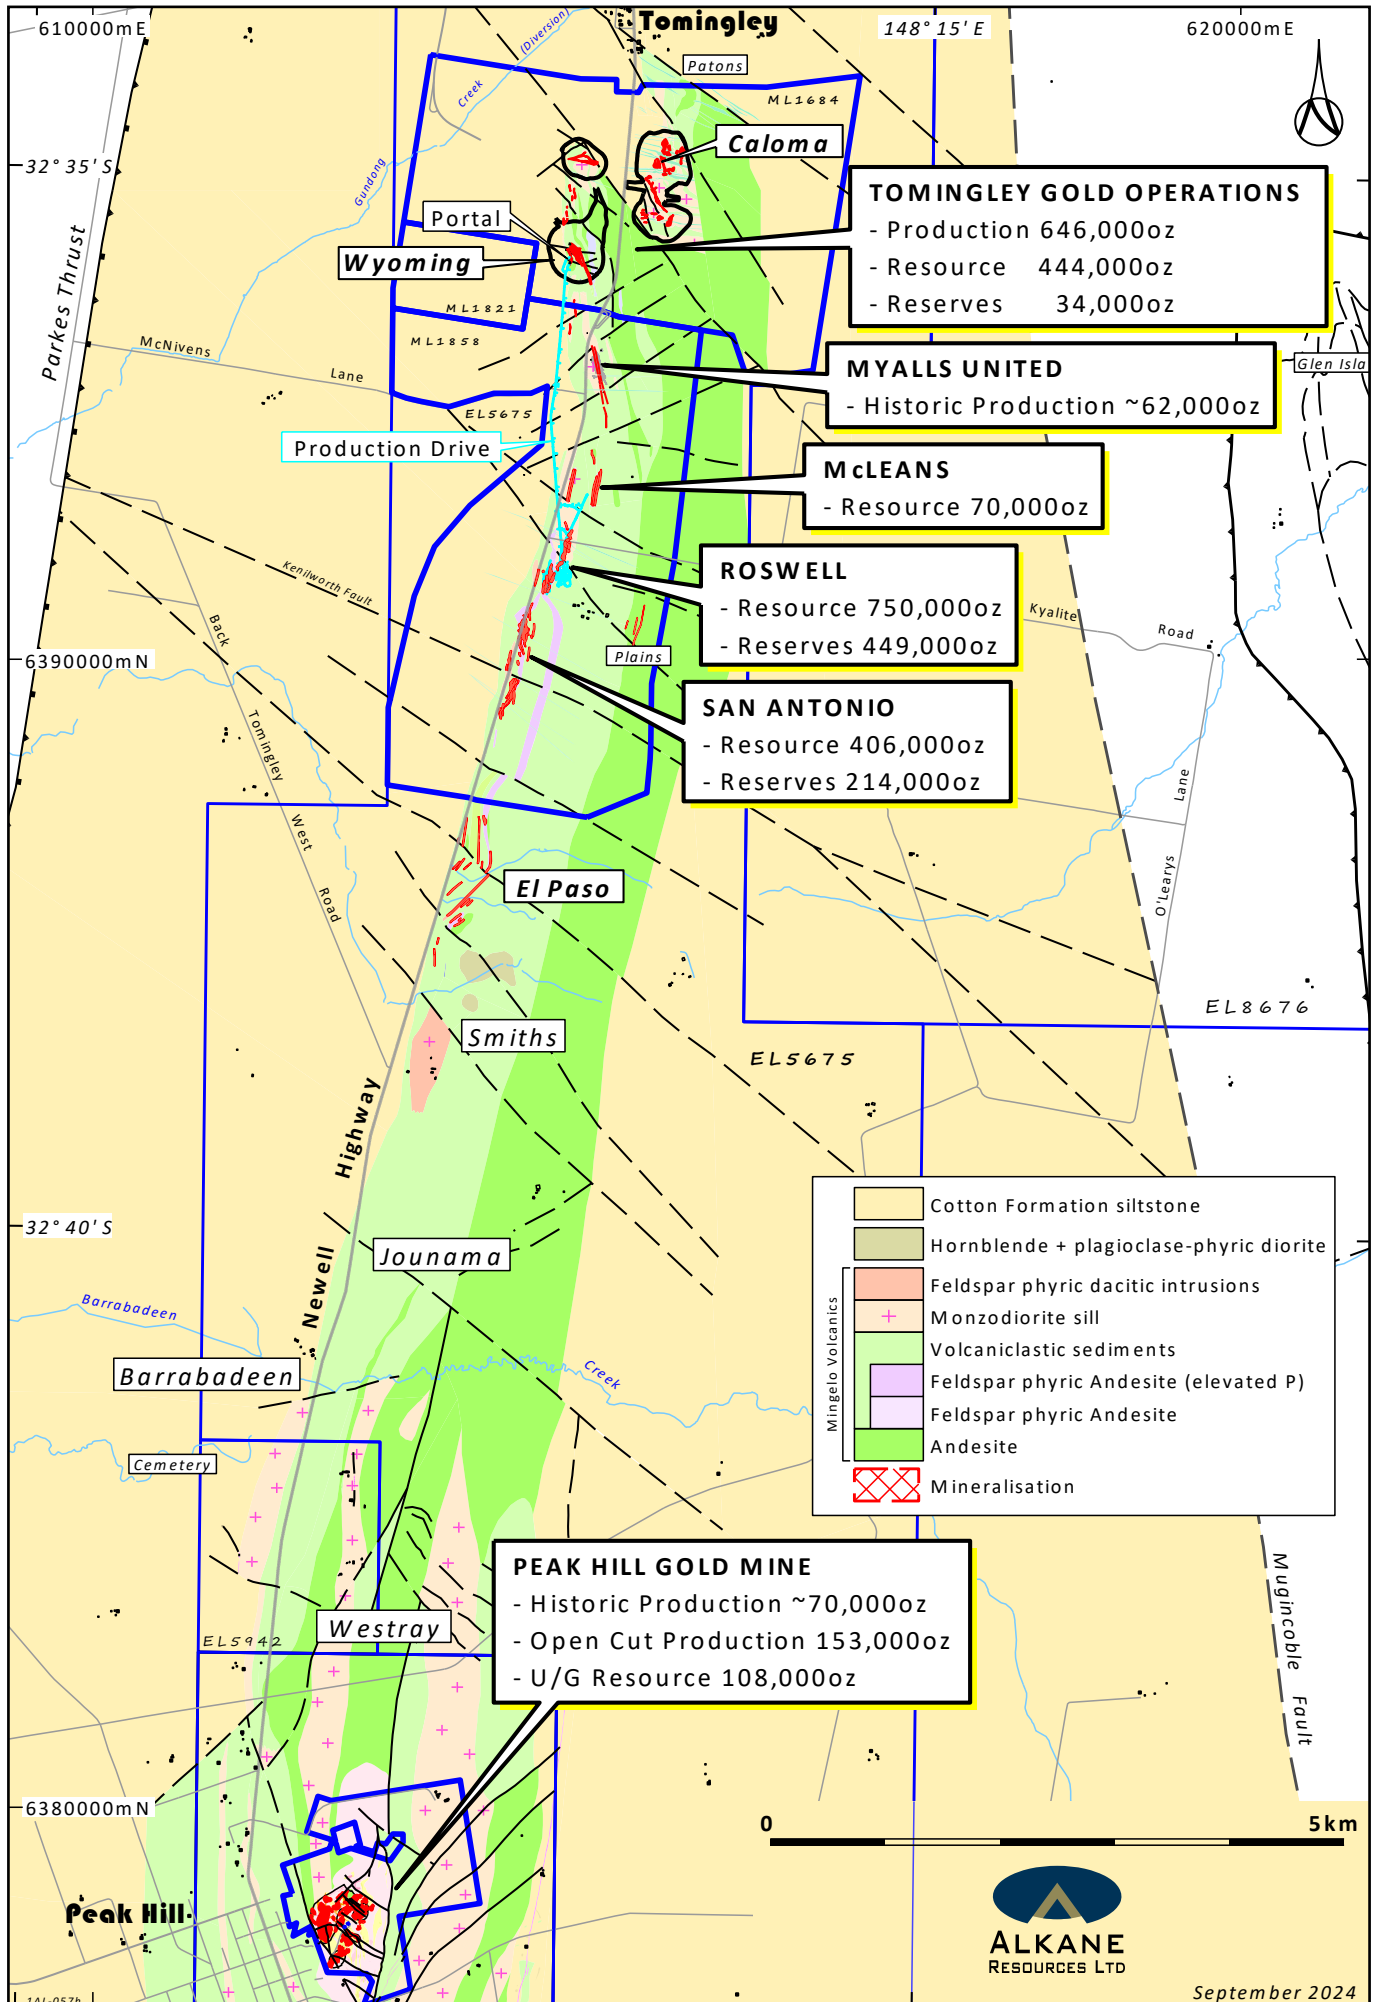 610000mE
Tomingley
148° 15' E
620000mE
(Diversion)
Creek
Gundong
Patons
ML1684
Caloma
32° 35' S
Parkes Thrust
Portal
Wyoming
TOMINGLEY GOLD OPERATIONS
- Production 646,000oz
- Resource 444,000oz
- Reserves 34,000oz
ML1821
ML1858
McNivens
Lane
EL5675
MYALLS UNITED
- Historic Production ~62,000oz
Glen Isla
Production Drive
McLEANS
- Resource 70,000oz
Kenilworth Fault
ROSWELL
- Resource 750,000oz
- Reserves 449,000oz
Kyalite
Road
Back
Tomingley
West
Road
6390000mN
Plains
SAN ANTONIO
- Resource 406,000oz
- Reserves 214,000oz
O'Learys
Lane
El Paso
EL8676
EL5675
Smiths
Newell
Highway
32° 40' S
Jounama
Barrabadeen
Creek
Barrabadeen
Cemetery
Mingelo Volcanics
Cotton Formation siltstone
Hornblende + plagioclase-phyric diorite
Feldspar phyric dacitic intrusions
Monzodiorite sill
Volcaniclastic sediments
Feldspar phyric Andesite (elevated P)
Feldspar phyric Andesite
Andesite
Mineralisation
PEAK HILL GOLD MINE
- Historic Production ~70,000oz
- Open Cut Production 153,000oz
- U/G Resource 108,000oz
Westray
EL5942
Mugincoble Fault
6380000mN
0
5km
Peak Hill
ALKANE
RESOURCES LTD
September 2024